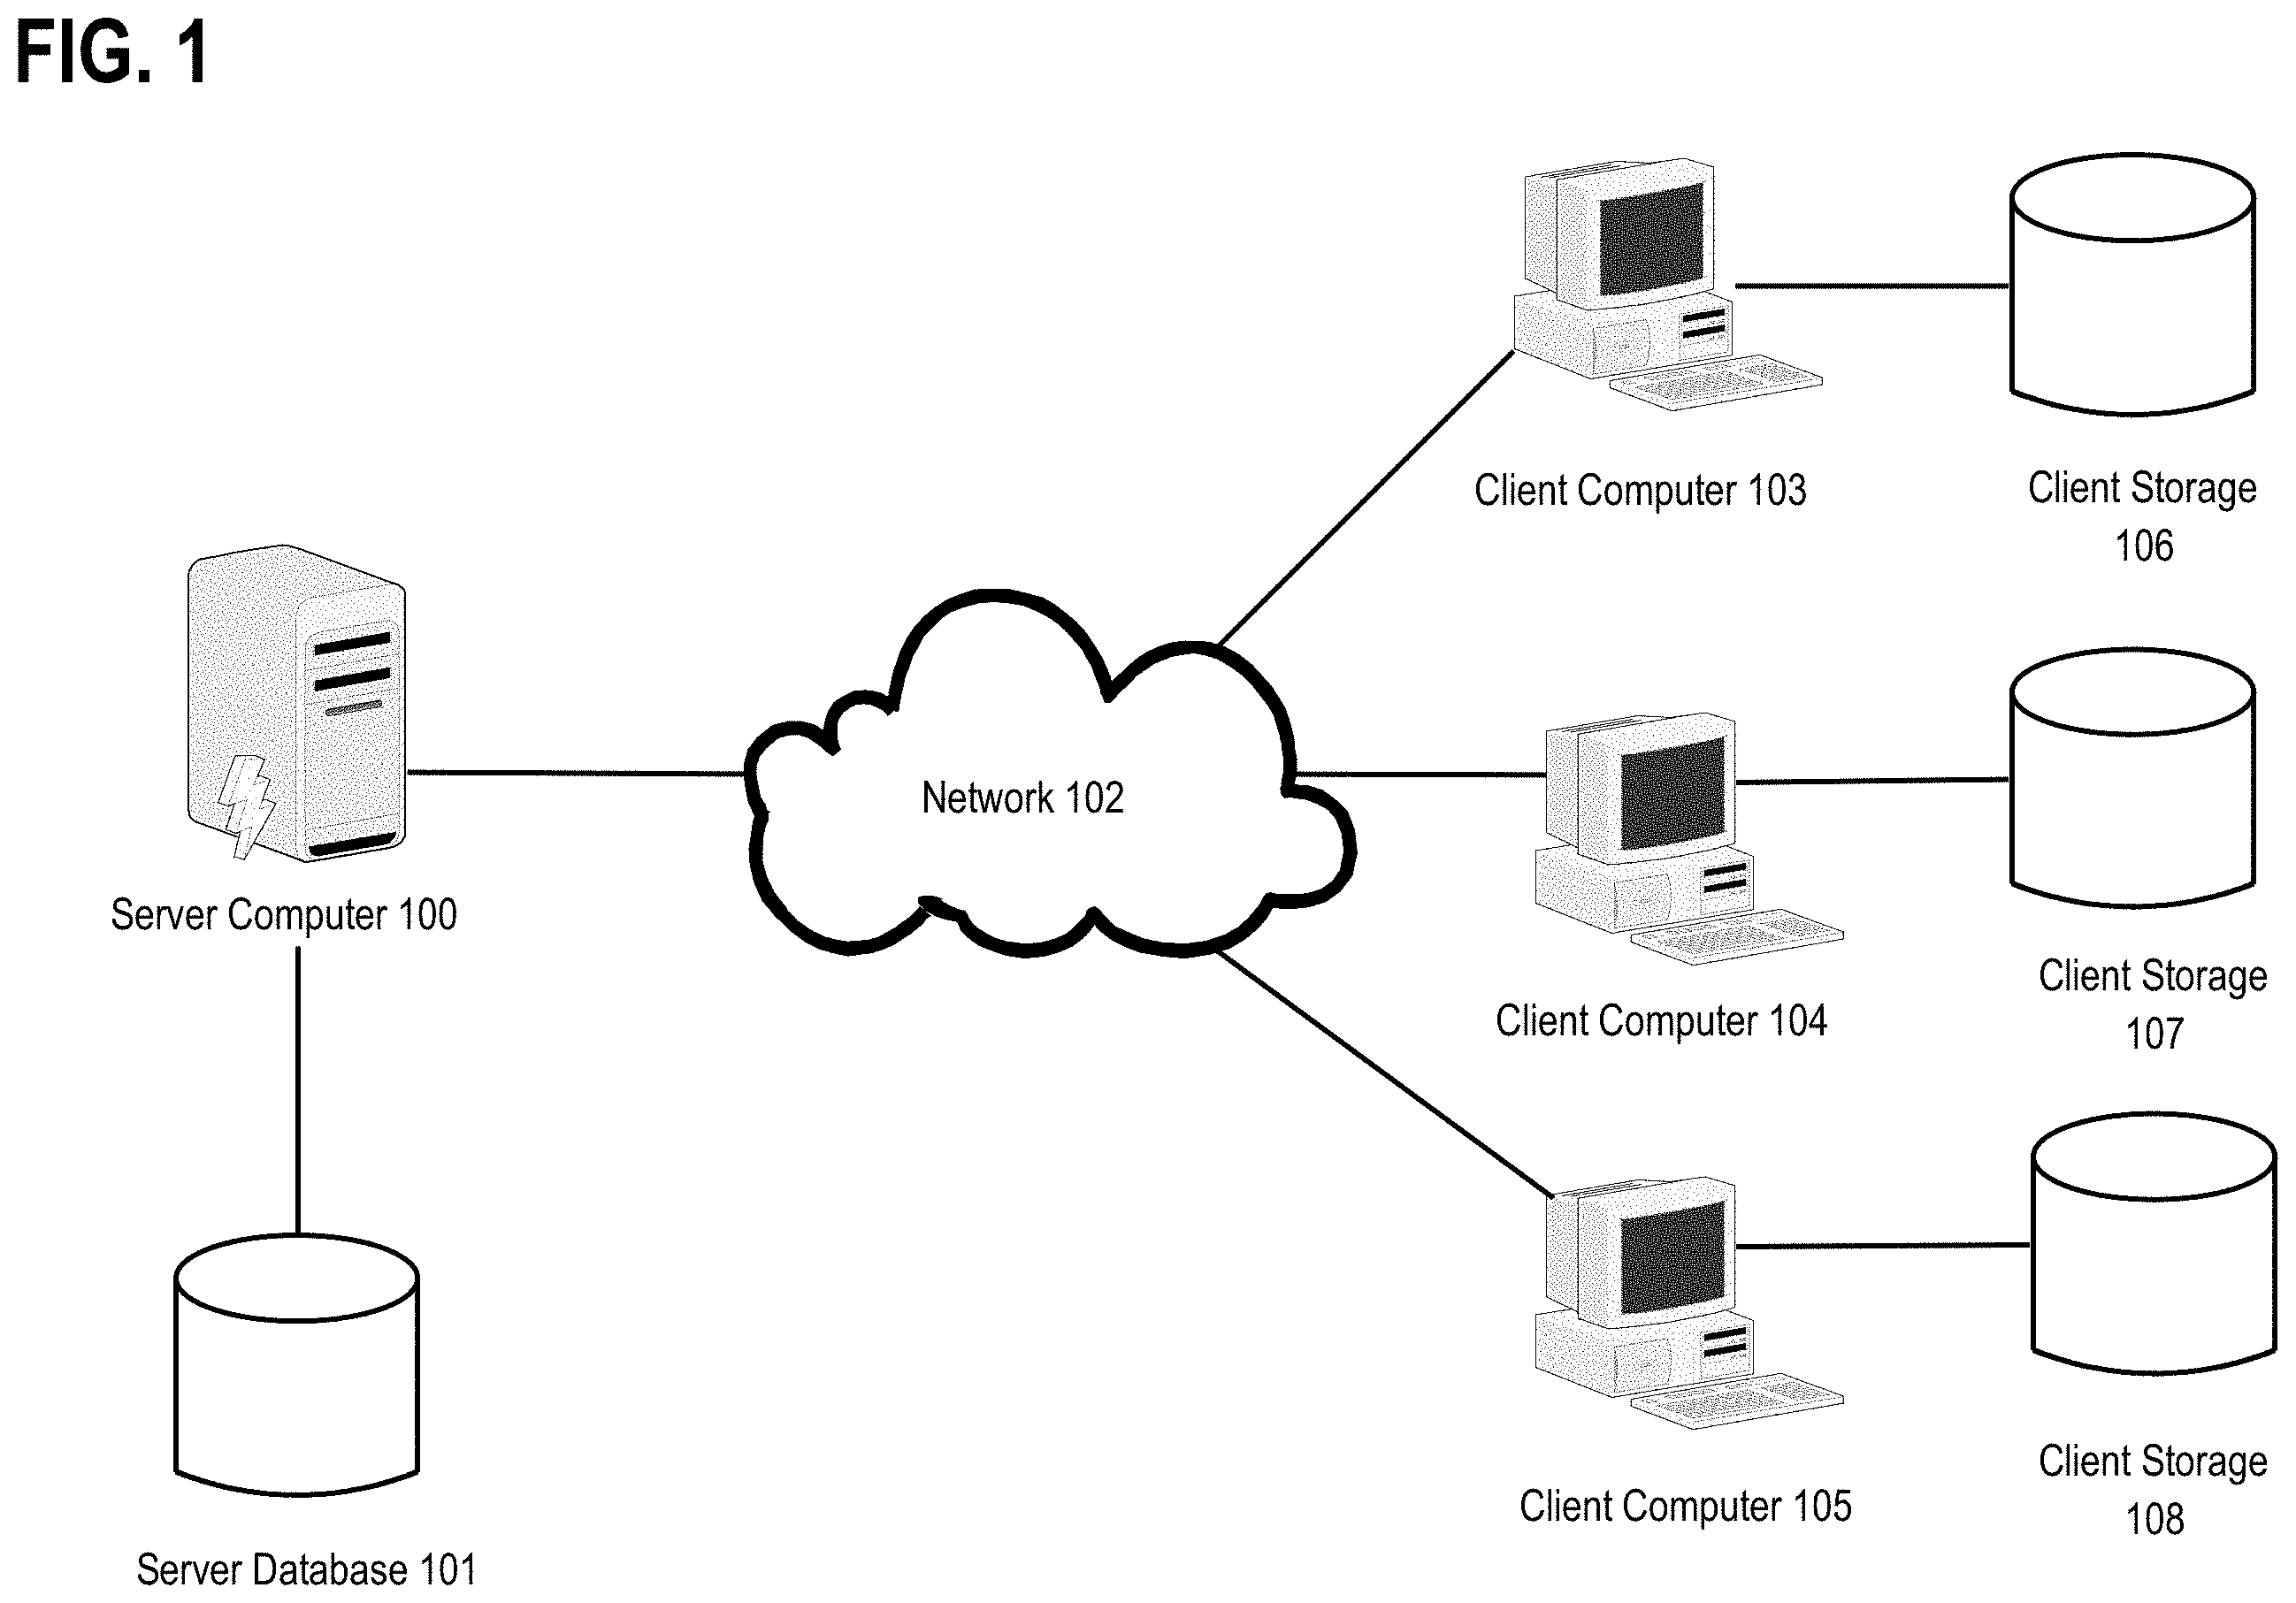 FIG. 1
Client Computer 103
Client Storage
106
Network 102
Server Computer 100
Client Storage
107
Client Computer 104
Client Storage
108
Client Computer 105
Server Database 101